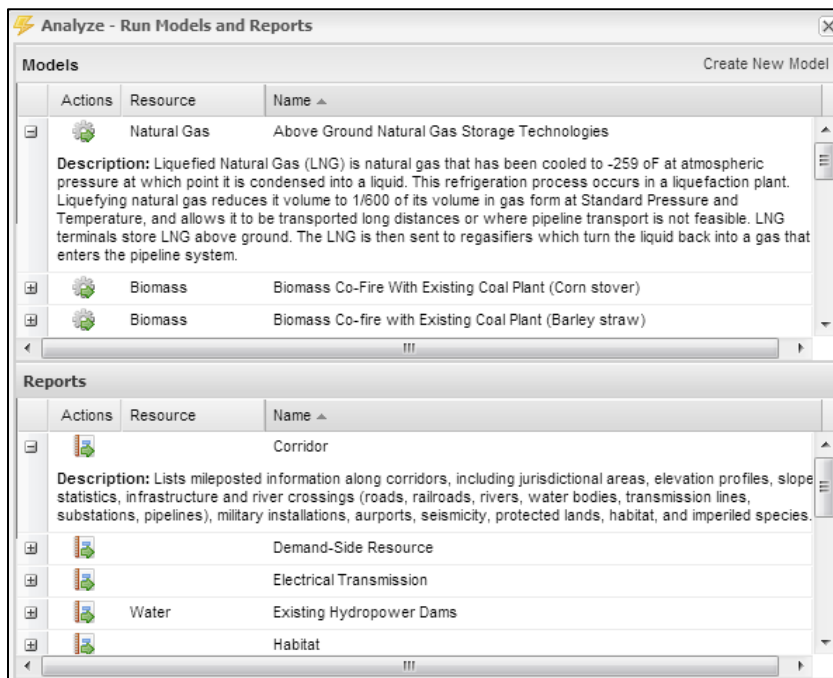 Analyze - Run Models and Reports
Models Create New Model
Actions Resource Name
Natural Gas Above Ground Natural Gas Storage Technologies
Description: Liquefied Natural Gas (LNG) is natural gas that has been cooled to -259 oF at atmospheric
pressure at which point it is condensed into a liquid. This refrigeration process occurs in a liquefaction plant.
Liquefying natural gas reduces it volume to 1/600 of its volume in gas form at Standard Pressure and
Temperature, and allows it to be transported long distances or where pipeline transport is not feasible. LNG
terminals store LNG above ground. The LNG is then sent to regasifiers which turn the liquid back into a gas that
enters the pipeline system.
Biomass Biomass Co-Fire With Existing Coal Plant (Corn stover)
Biomass Biomass Co-fire with Existing Coal Plant (Barley straw)
Reports
Actions Resource Name
Corridor
Description: Lists mileposted information along corridors, including jurisdictional areas, elevation profiles, slope
statistics, infrastructure and river crossings (roads, railroads, rivers, water bodies, transmission lines,
substations, pipelines), military installations, aurports, seismicity, protected lands, habitat, and imperiled species.
Demand-Side Resource
Electrical Transmission
Water Existing Hydropower Dams
Habitat